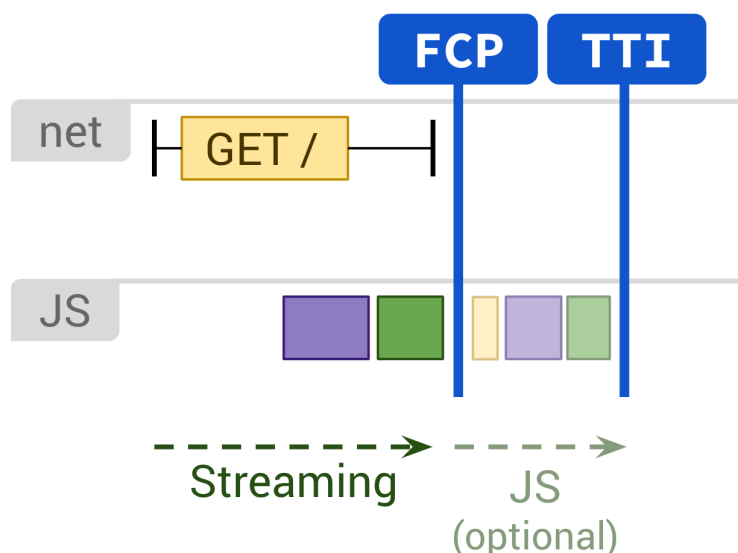 FCP TTI
net
GET /
JS
Streaming
JS
(optional)